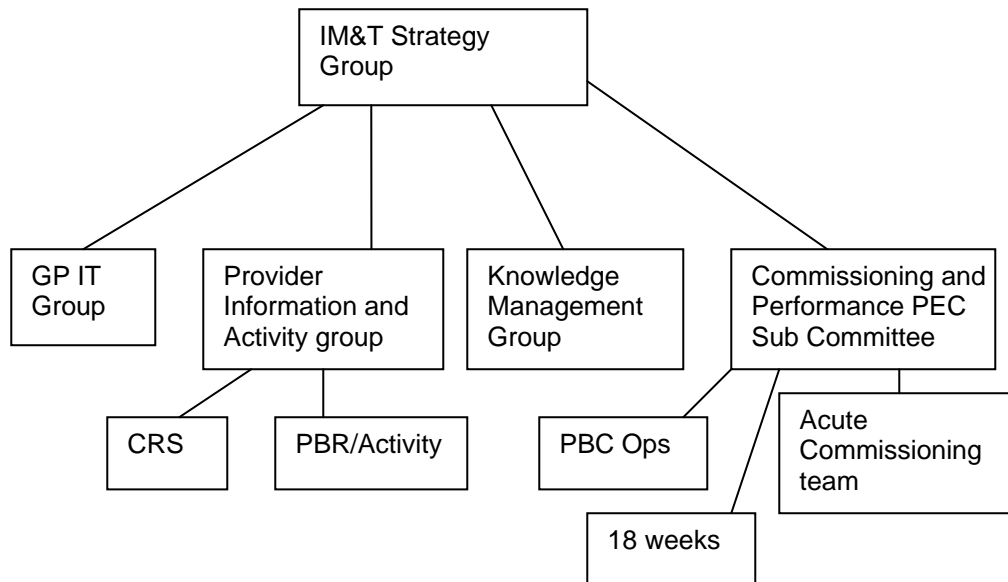 IM&T Strategy
Group
GP IT
Group
Provider
Information and
Activity group
Knowledge
Management
Group
Commissioning and
Performance PEC
Sub Committee
CRS
PBR/Activity
PBC Ops
Acute
Commissioning
team
18 weeks